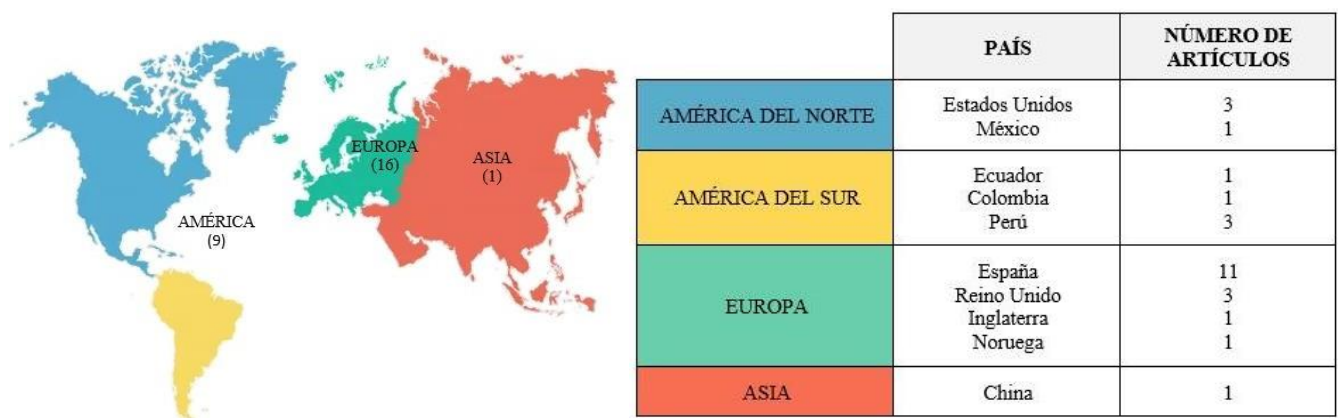 AMÉRICA
(9)
EUROPA
(16)
ASIA
(1)
PAÍS
NÚMERO DE
ARTÍCULOS
AMÉRICA DEL NORTE
Estados Unidos 3
México 1
AMÉRICA DEL SUR
Ecuador 1
Colombia 1
Perú 3
EUROPA
España 11
Reino Unido 3
Inglaterra 1
Noruega 1
ASIA
China 1